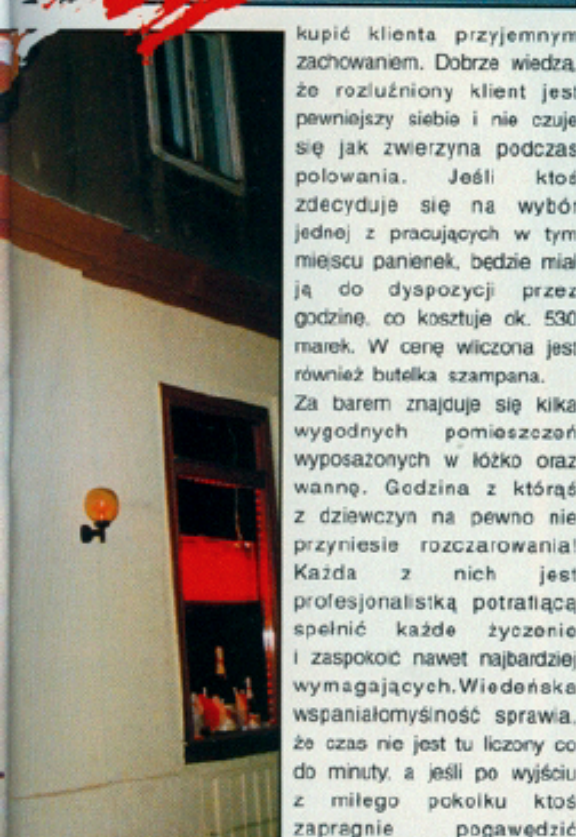 kupić klienta przyjemnym
zachowaniem. Dobrze wiedzą,
że rozluźniony klient jest
pewniejszy siebie i nie czuje
się jak zwierzyna podczas
polowania. Jeśli ktoś
zdecyduje się na wybór
jednej z pracujących w tym
miejscu panienek, będzie miał
ją do dyspozycji przez
godzinę, co kosztuje ok. 530
marek. W cenę wliczona jest
również butelka szampana.
Za barem znajduje się kilka
wygodnych pomieszczeń
wyposażonych w łóżko oraz
wannę. Godzina z którąś
z dziewczyn na pewno nie
przyniesie rozczarowania!
Każda z nich jest
profesjonalistką potrafiącą
spełnić każde życzenie
i zaspokoić nawet najbardziej
wymagających.Wiedeńska
wspaniałomyślność sprawia,
że czas nie jest tu liczony co
do minuty, a jeśli po wyjściu
z miłego pokoiku ktoś
zapragnie pogawędzić